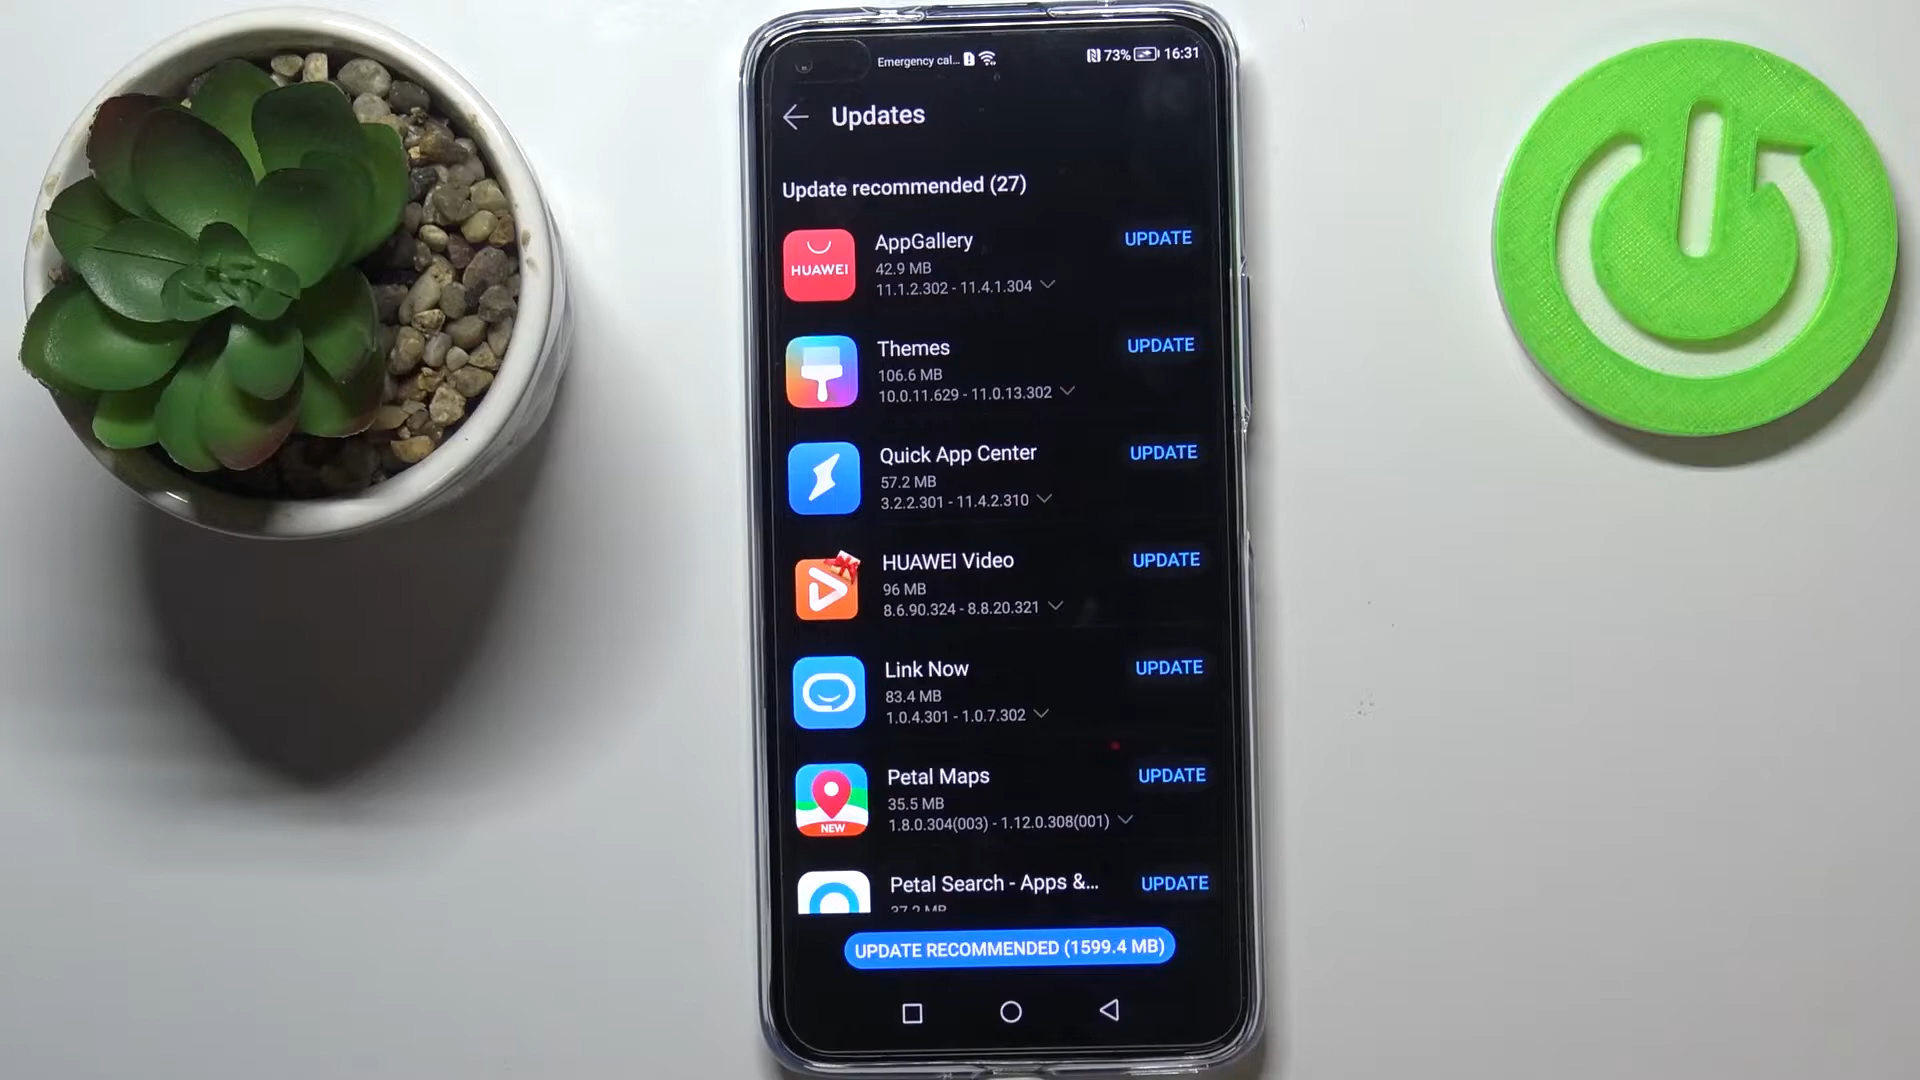 Emergency cal...
73% 16:31
Updates
Update recommended (27)
AppGallery
UPDATE
42.9 MB
11.1.2.302 - 11.4.1.304
HUAWEI
Themes
UPDATE
106.6 MB
10.0.11.629 - 11.0.13.302
Quick App Center
UPDATE
57.2 MB
3.2.2.301 - 11.4.2.310
HUAWEI Video
UPDATE
96 MB
8.6.90.324 - 8.8.20.321
Link Now
UPDATE
83.4 MB
1.0.4.301 - 1.0.7.302
Petal Maps
UPDATE
35.5 MB
1.8.0.304(003) - 1.12.0.308(001)
NEW
Petal Search - Apps &...
UPDATE
37.2 MB
UPDATE RECOMMENDED (1599.4 MB)